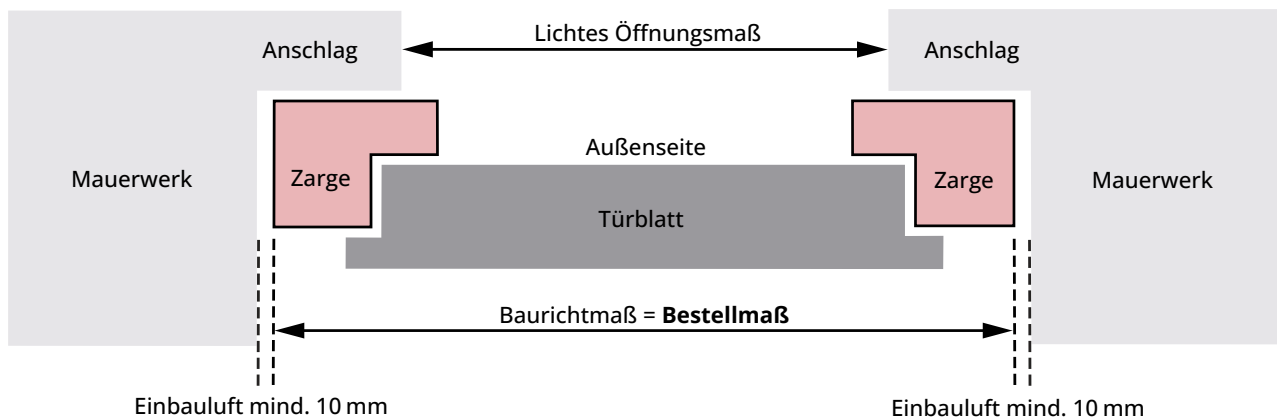 Lichtes Öffnungsmaß
Anschlag
Anschlag
Außenseite
Mauerwerk
Zarge
Zarge
Mauerwerk
Türblatt
Baurichtmaß = Bestellmaß
Einbauluft mind. 10 mm
Einbauluft mind. 10 mm